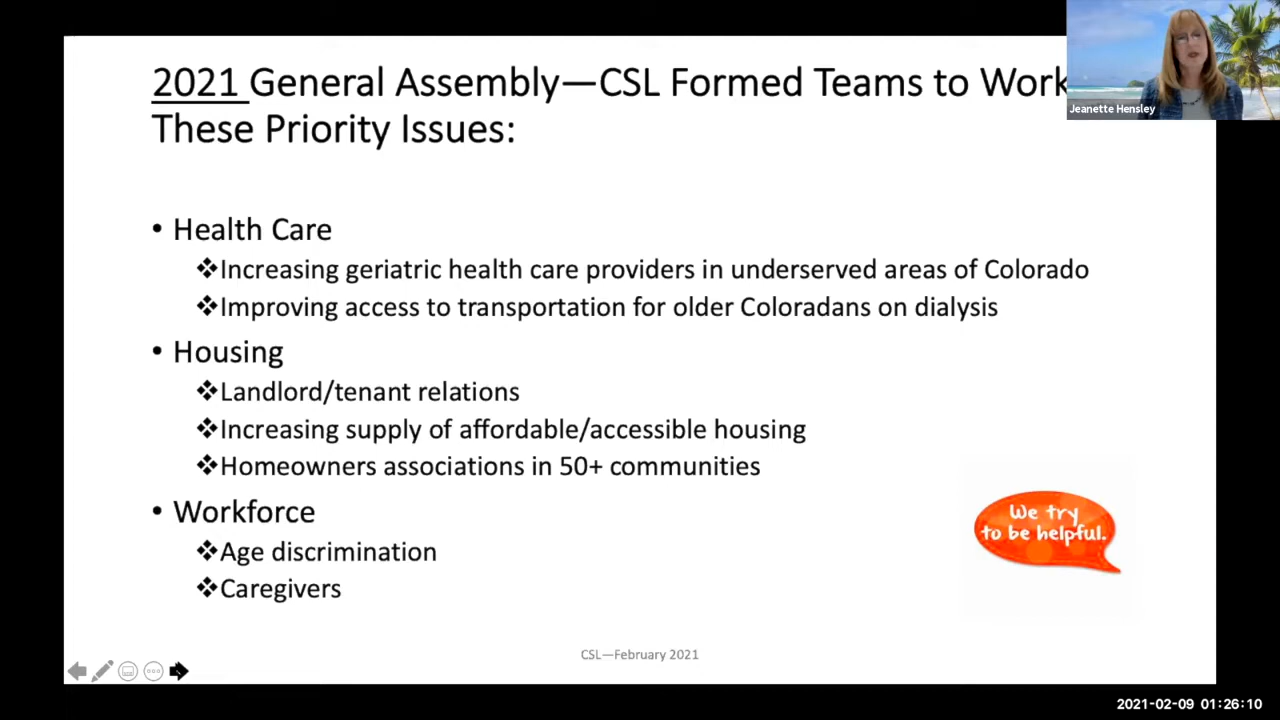 2021 General Assembly—CSL Formed Teams to Work
These Priority Issues:
Jeanette Hensley
• Health Care
❖Increasing geriatric health care providers in underserved areas of Colorado
❖Improving access to transportation for older Coloradans on dialysis
• Housing
❖Landlord/tenant relations
❖Increasing supply of affordable/accessible housing
❖Homeowners associations in 50+ communities
• Workforce
❖Age discrimination
❖Caregivers
We try
to be helpful.
CSL—February 2021
2021-02-09 01:26:10